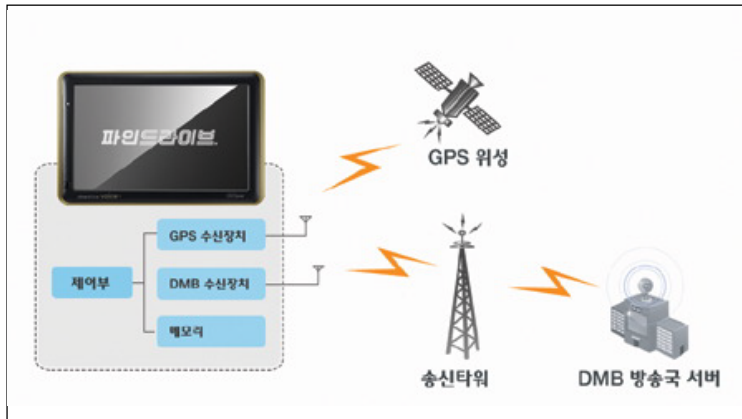 파인드라이브
GPS 위성
GPS 수신장치
제어부
DMB 수신장치
메모리
송신타워
DMB 방송국 서버